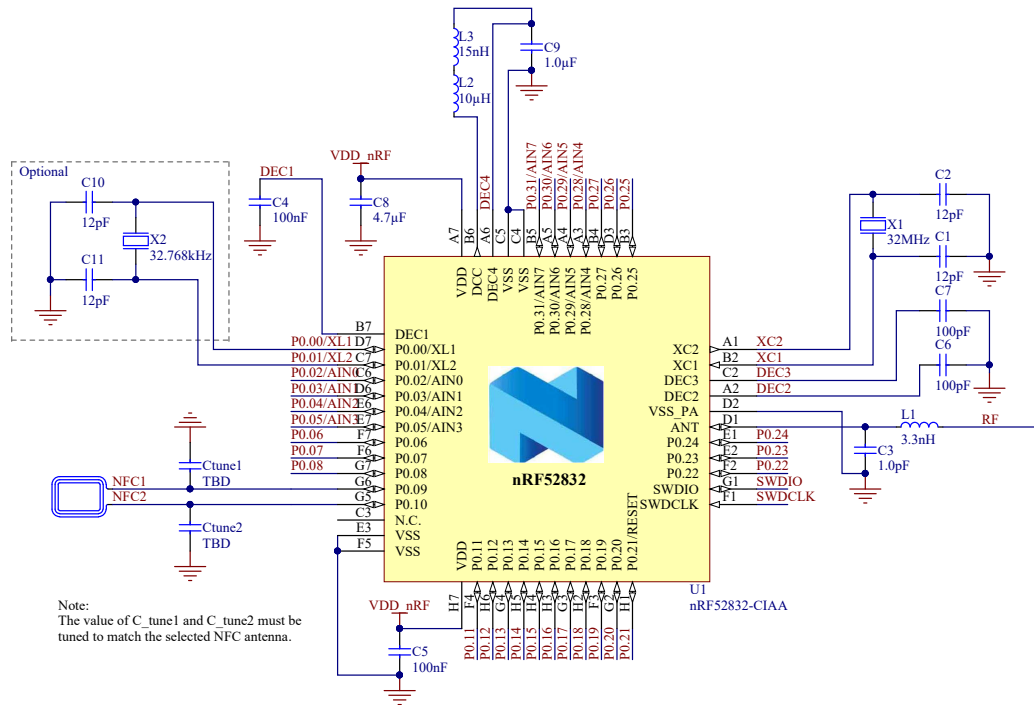 L3
15nH
C9
1.0µF
L2
10µH
VDD_nRF
Optional
DEC1
C10
12pF
C4
100nF
C8
4.7µF
DEC4
P0.31/AIN7
P0.30/AIN6
P0.29/AIN5
P0.28/AIN4
P0.27
P0.26
P0.25
C2
12pF
X2
32.768kHz
X1
32MHz
C11
12pF
C1
12pF
A7
B6
A6
C5
C4
B5
A5
A4
A3
B4
D3
B3
VDD
DCC
DEC4
VSS
VSS
P0.31/AIN7
P0.30/AIN6
P0.29/AIN5
P0.28/AIN4
P0.27
P0.26
P0.25
C7
100pF
C6
100pF
B7 DEC1
P0.00/XL1 D7 P0.00/XL1
P0.01/XL2 C7 P0.01/XL2
P0.02/AIN0 C6 P0.02/AIN0
P0.03/AIN1 D6 P0.03/AIN1
P0.04/AIN2 E6 P0.04/AIN2
P0.05/AIN3 E7 P0.05/AIN3
P0.06 F7 P0.06
P0.07 F6 P0.07
P0.08 G7 P0.08
G6 P0.09
G5 P0.10
C3 N.C.
E3 VSS
F5 VSS
XC2 A1 XC2
XC1 B2 XC1
DEC3 C2 DEC3
DEC2 A2 DEC2
VSS_PA D2
ANT D1
P0.24 E1 P0.24
P0.23 E2 P0.23
P0.22 F2 P0.22
SWDIO G1 SWDIO
SWDCLK F1 SWDCLK
L1
3.3nH
RF
C3
1.0pF
nRF52832
Ctune1
TBD
NFC1
NFC2
Ctune2
TBD
VDD
P0.11
P0.12
P0.13
P0.14
P0.15
P0.16
P0.17
P0.18
P0.19
P0.20
P0.21/RESET
U1
nRF52832-CIAA
H7
F4
H6
G4
H5
H4
H3
G3
H2
F3
G2
H1
VDD_nRF
P0.11
P0.12
P0.13
P0.14
P0.15
P0.16
P0.17
P0.18
P0.19
P0.20
P0.21
C5
100nF
Note:
The value of C_tune1 and C_tune2 must be
tuned to match the selected NFC antenna.